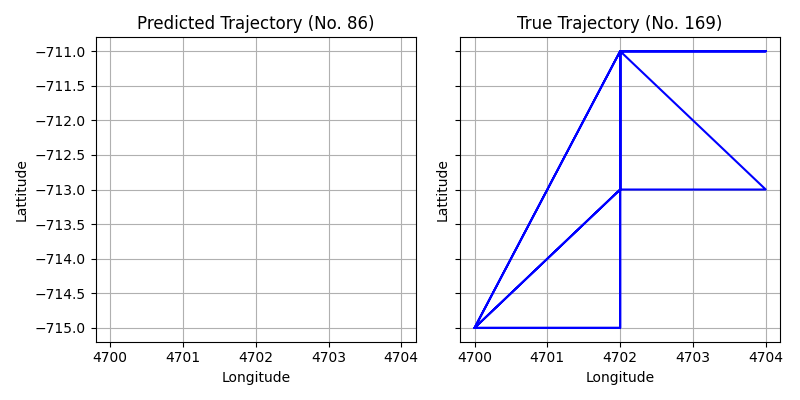 Predicted Trajectory (No. 86)
True Trajectory (No. 169)
−711.0
−711.5
−712.0
−712.5
−713.0
−713.5
−714.0
−714.5
−715.0
Lattitude
4700 4701 4702 4703 4704
Longitude
Lattitude
4700 4701 4702 4703 4704
Longitude